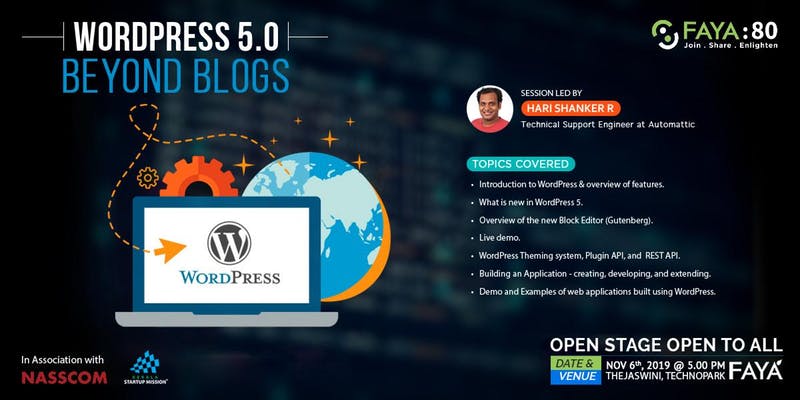 WORDPRESS 5.0
BEYOND BLOGS
FAYA:80
Join . Share . Enlighten
SESSION LED BY
HARI SHANKER R
Technical Support Engineer at Automattic
TOPICS COVERED
• Introduction to WordPress & overview of features.
• What is new in WordPress 5.
• Overview of the new Block Editor (Gutenberg).
• Live demo.
• WordPress Theming system, Plugin API, and REST API.
• Building an Application - creating, developing, and extending.
• Demo and Examples of web applications built using WordPress.
W
WORDPRESS
In Association with
NASSCOM
KERALA
STARTUP MISSION
OPEN STAGE OPEN TO ALL
DATE &
VENUE
NOV 6th, 2019 @ 5.00 PM
THEJASWINI, TECHNOPARK
FAYA